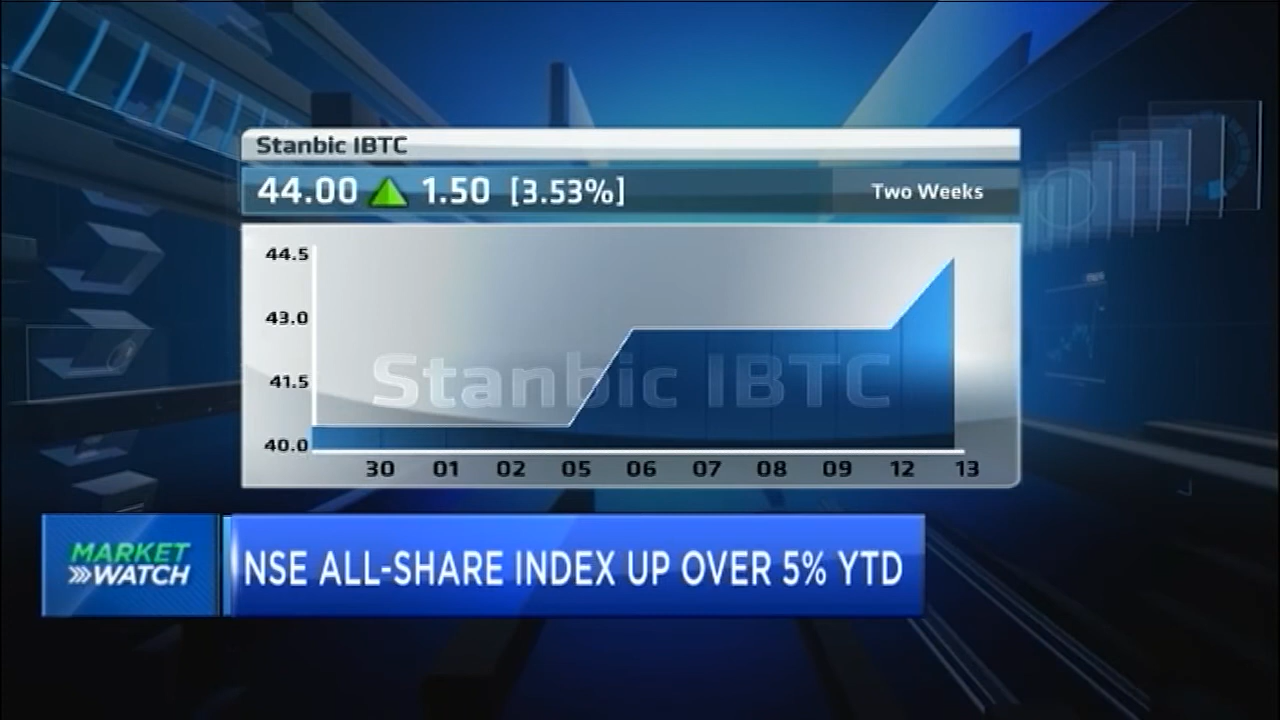 Stanbic IBTC
44.00 1.50 [3.53%] Two Weeks
44.5
43.0
41.5
40.0
Stanbic IBTC
30 01 02 05 06 07 08 09 12 13
MARKET
WATCH
NSE ALL-SHARE INDEX UP OVER 5% YTD